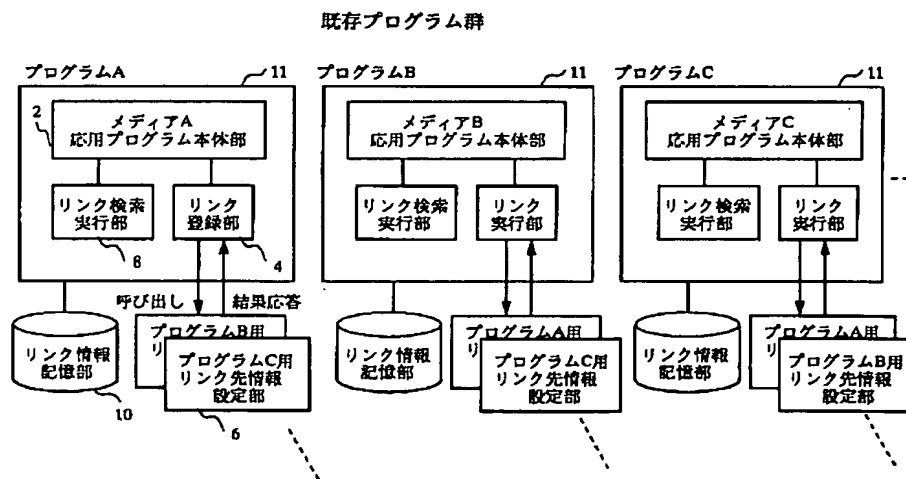 既存プログラム群
プログラムA
11
プログラムB
11
プログラムC
11
2
メディアA
応用プログラム本体部
メディアB
応用プログラム本体部
メディアC
応用プログラム本体部
リンク検索
実行部
リンク
登録部
リンク検索
実行部
リンク
実行部
リンク検索
実行部
リンク
実行部
8
4
呼び出し
結果応答
リンク情報
記憶部
プログラムB用
リ
プログラムC用
リンク先情報
設定部
リンク情報
記憶部
プログラムA用
リ
プログラムC用
リンク先情報
設定部
リンク情報
記憶部
プログラムA用
リ
プログラムB用
リンク先情報
設定部
10
6